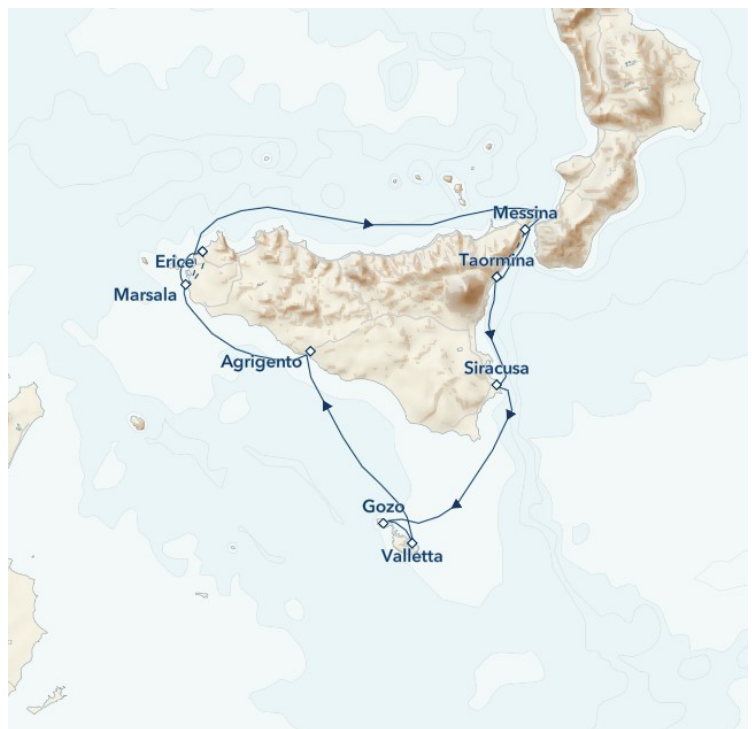 Messina
Erice
Taormina
Marsala
Agrigento
Siracusa
Gozo
Valletta